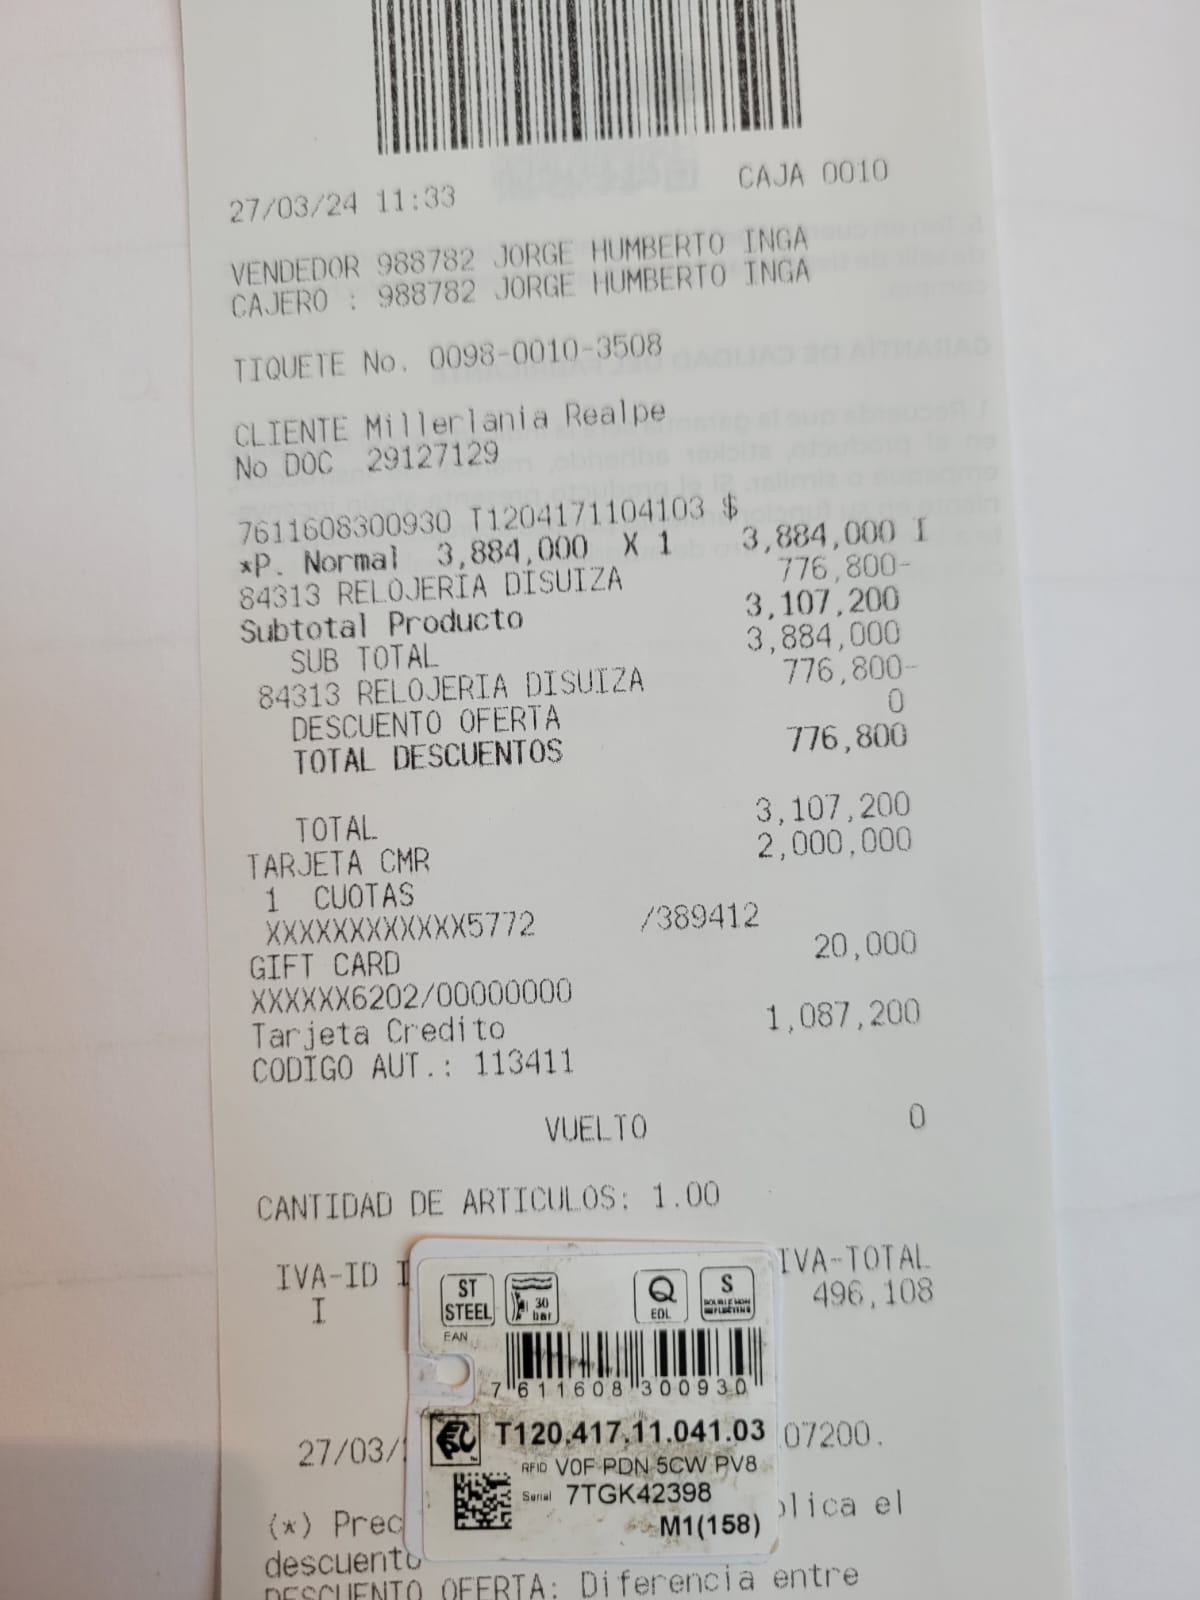 27/03/24 11:33 CAJA 0010
VENDEDOR 988782 JORGE HUMBERTO INGA
CAJERO : 988782 JORGE HUMBERTO INGA
TIQUETE No. 0098-0010-3508
CLIENTE Millerlania Realpe
No DOC 29127129
7611608300930 T1204171104103 $
*P. Normal 3,884,000 X 1 3,884,000 I
84313 RELOJERIA DISUIZA 776,800-
Subtotal Producto 3,107,200
SUB TOTAL 3,884,000
84313 RELOJERIA DISUIZA 776,800-
DESCUENTO OFERTA 0
TOTAL DESCUENTOS 776,800
TOTAL 3,107,200
TARJETA CMR 2,000,000
1 CUOTAS
XXXXXXXXXXXX5772 /389412
GIFT CARD 20,000
XXXXXX6202/00000000
Tarjeta Credito 1,087,200
CODIGO AUT.: 113411
VUELTO 0
CANTIDAD DE ARTICULOS: 1.00
IVA-ID IVA-TOTAL
I 496,108
ST STEEL
30 bar
Q EOL
S
EAN
7 611608 300930
T120.417.11.041.03
RFID V0F PDN 5CW PV8
Serial 7TGK42398
M1(158)
27/03/ 07200.
(*) Prec lica el
descuento
DESCUENTO OFERTA: Diferencia entre